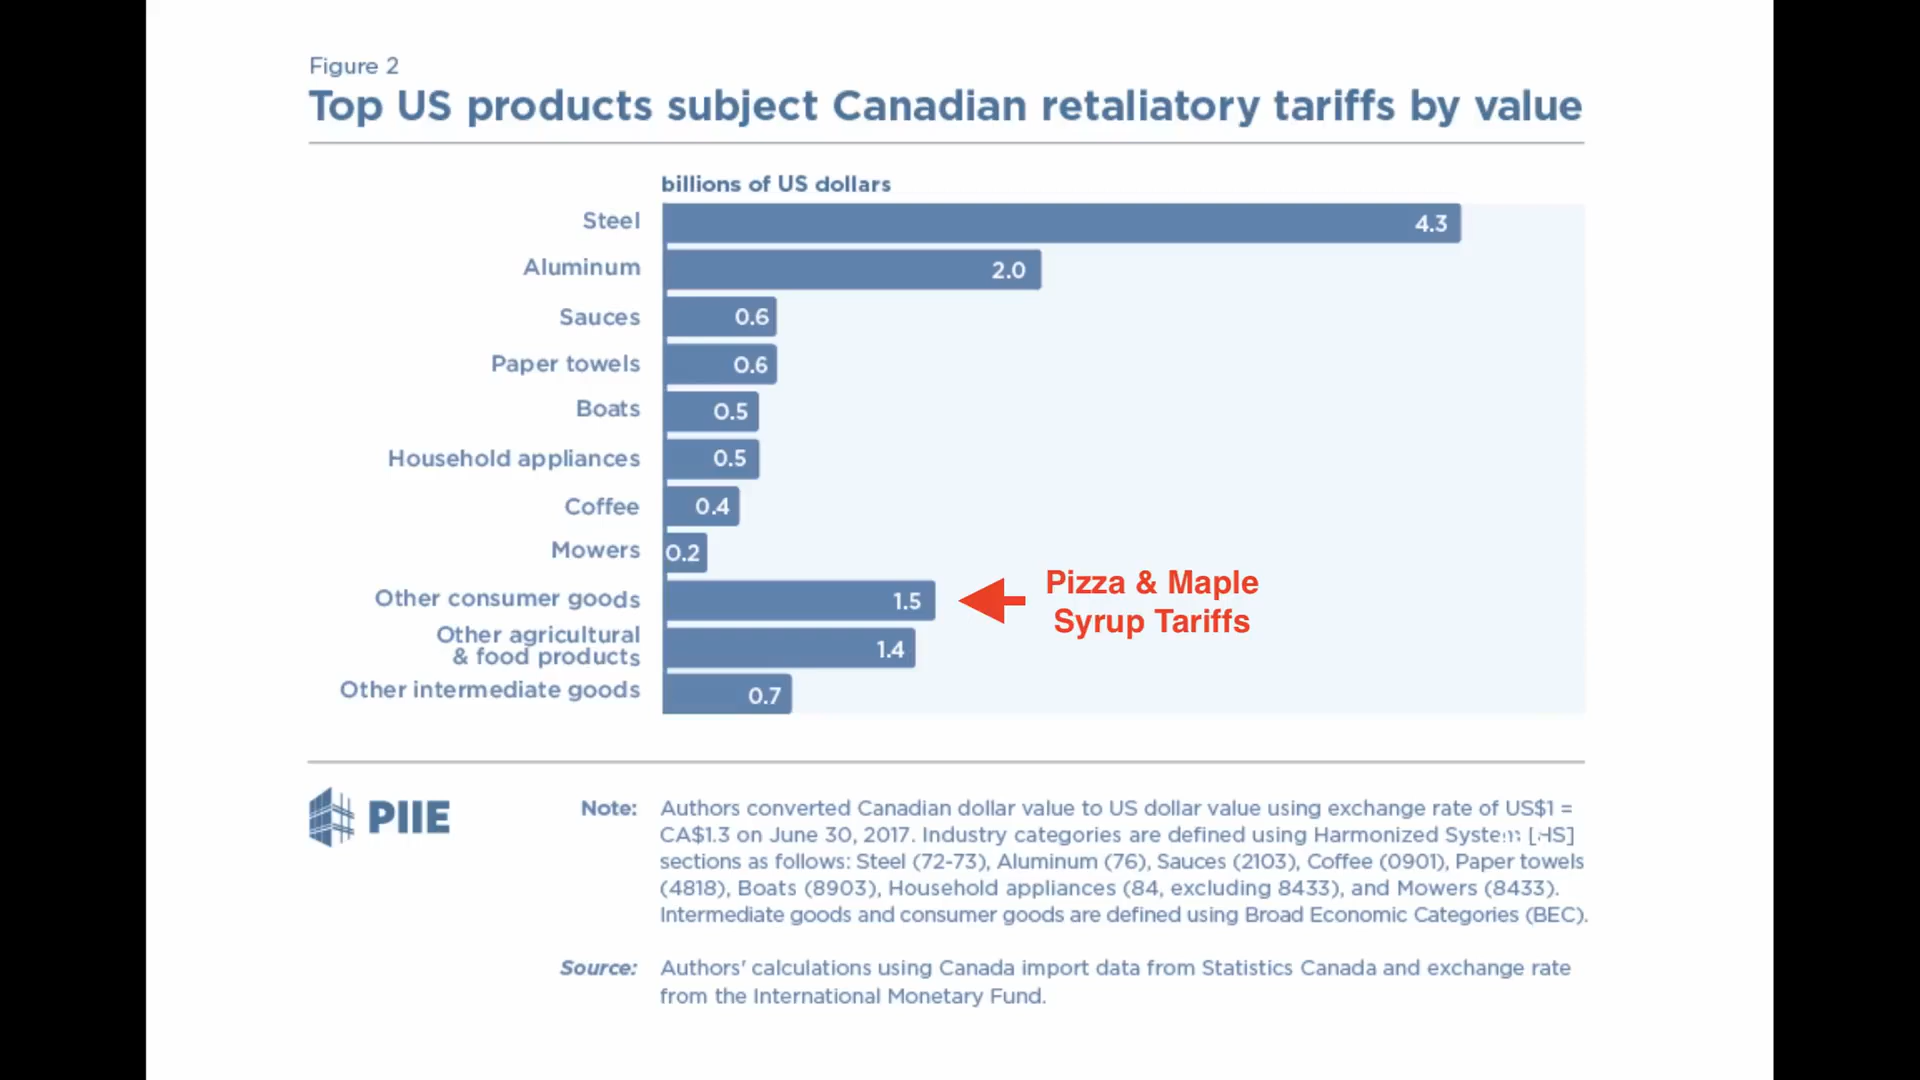 Figure 2
Top US products subject Canadian retaliatory tariffs by value
billions of US dollars
Steel 4.3
Aluminum 2.0
Sauces 0.6
Paper towels 0.6
Boats 0.5
Household appliances 0.5
Coffee 0.4
Mowers 0.2
Other consumer goods 1.5
Pizza & Maple
Syrup Tariffs
Other agricultural
& food products 1.4
Other intermediate goods 0.7
PIIE
Note: Authors converted Canadian dollar value to US dollar value using exchange rate of US$1 =
CA$1.3 on June 30, 2017. Industry categories are defined using Harmonized System [HS]
sections as follows: Steel (72-73), Aluminum (76), Sauces (2103), Coffee (0901), Paper towels
(4818), Boats (8903), Household appliances (84, excluding 8433), and Mowers (8433).
Intermediate goods and consumer goods are defined using Broad Economic Categories (BEC).
Source: Authors' calculations using Canada import data from Statistics Canada and exchange rate
from the International Monetary Fund.